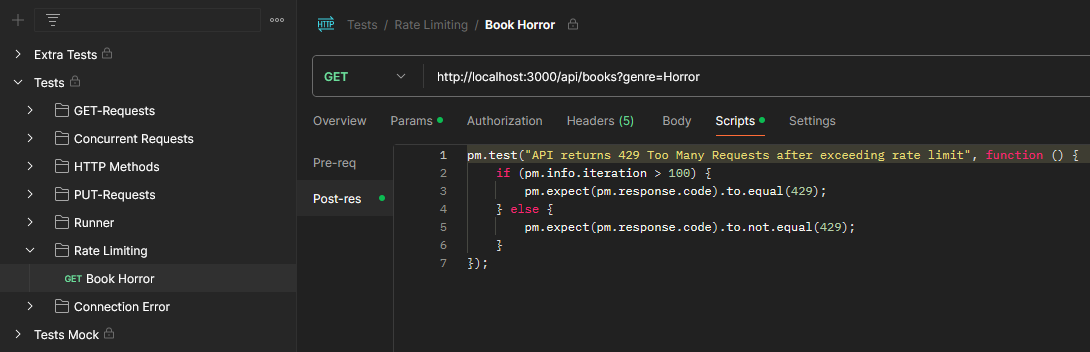 Extra Tests
Tests
GET-Requests
Concurrent Requests
HTTP Methods
PUT-Requests
Runner
Rate Limiting
GET Book Horror
Connection Error
Tests Mock
HTTP Tests / Rate Limiting / Book Horror
GET http://localhost:3000/api/books?genre=Horror
Overview Params Authorization Headers (5) Body Scripts Settings
Pre-req
Post-res
1 pm.test("API returns 429 Too Many Requests after exceeding rate limit", function () {
2 if (pm.info.iteration > 100) {
3 pm.expect(pm.response.code).to.equal(429);
4 } else {
5 pm.expect(pm.response.code).to.not.equal(429);
6 }
7 });